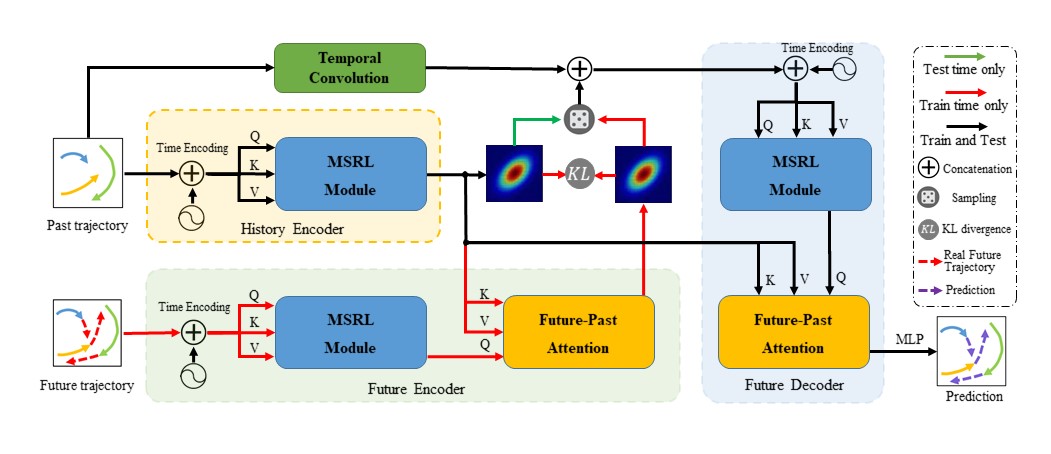 Temporal
Convolution
Time Encoding
Q
K
V
MSRL
Module
History Encoder
Past trajectory
KL
Time Encoding
Q
K
V
MSRL
Module
K
V
Q
Future-Past
Attention
Future Decoder
MLP
Prediction
Time Encoding
Q
K
V
MSRL
Module
K
V
Q
Future-Past
Attention
Future Encoder
Future trajectory
Test time only
Train time only
Train and Test
Concatenation
Sampling
KL
KL divergence
Real Future
Trajectory
Prediction